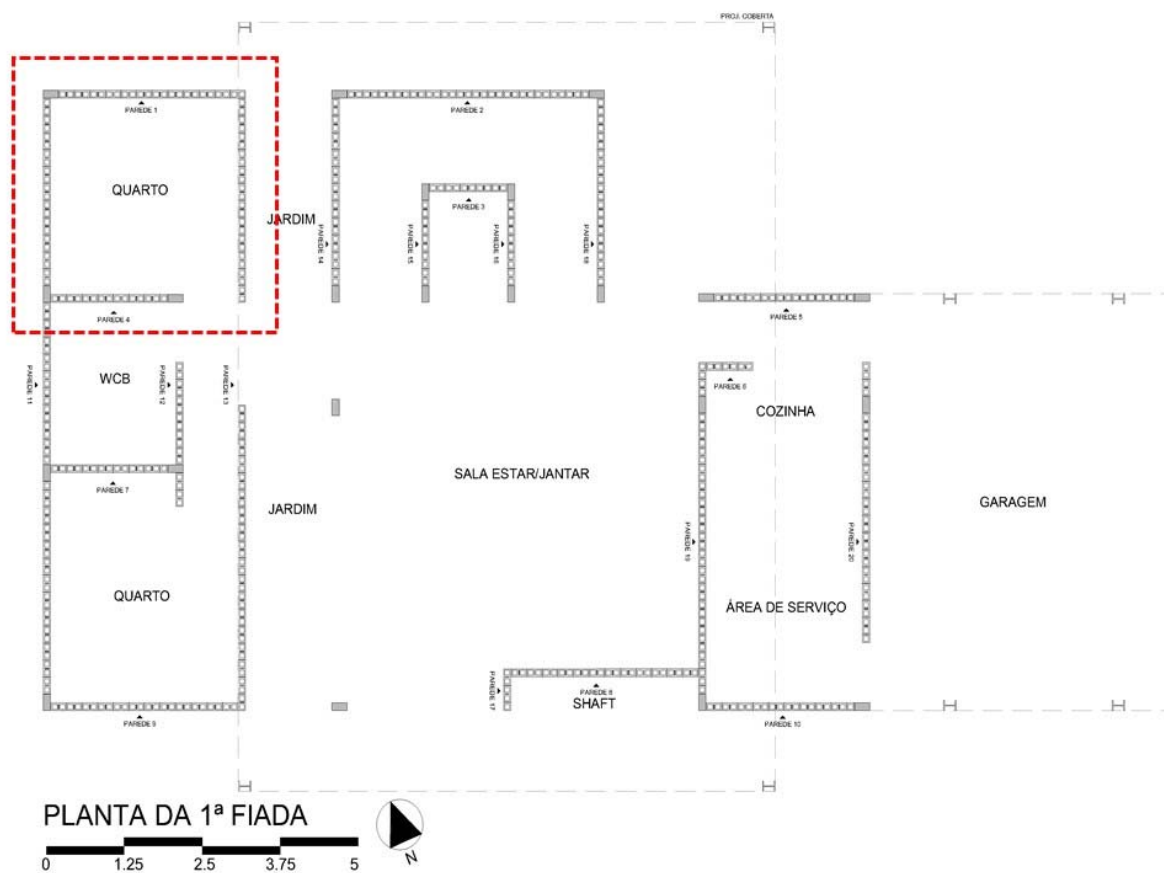 PROJ. COBERTA
PAREDE 1
PAREDE 2
QUARTO
PAREDE 3
JARDIM
PAREDE 14
PAREDE 15
PAREDE 16
PAREDE 18
PAREDE 4
PAREDE 5
WCB
PAREDE 11
PAREDE 12
PAREDE 13
PAREDE 6
COZINHA
SALA ESTAR/JANTAR
PAREDE 7
JARDIM
GARAGEM
PAREDE 19
PAREDE 20
QUARTO
ÁREA DE SERVIÇO
PAREDE 17
PAREDE 8
SHAFT
PAREDE 9
PAREDE 10
PLANTA DA 1ª FIADA
N
0 1.25 2.5 3.75 5